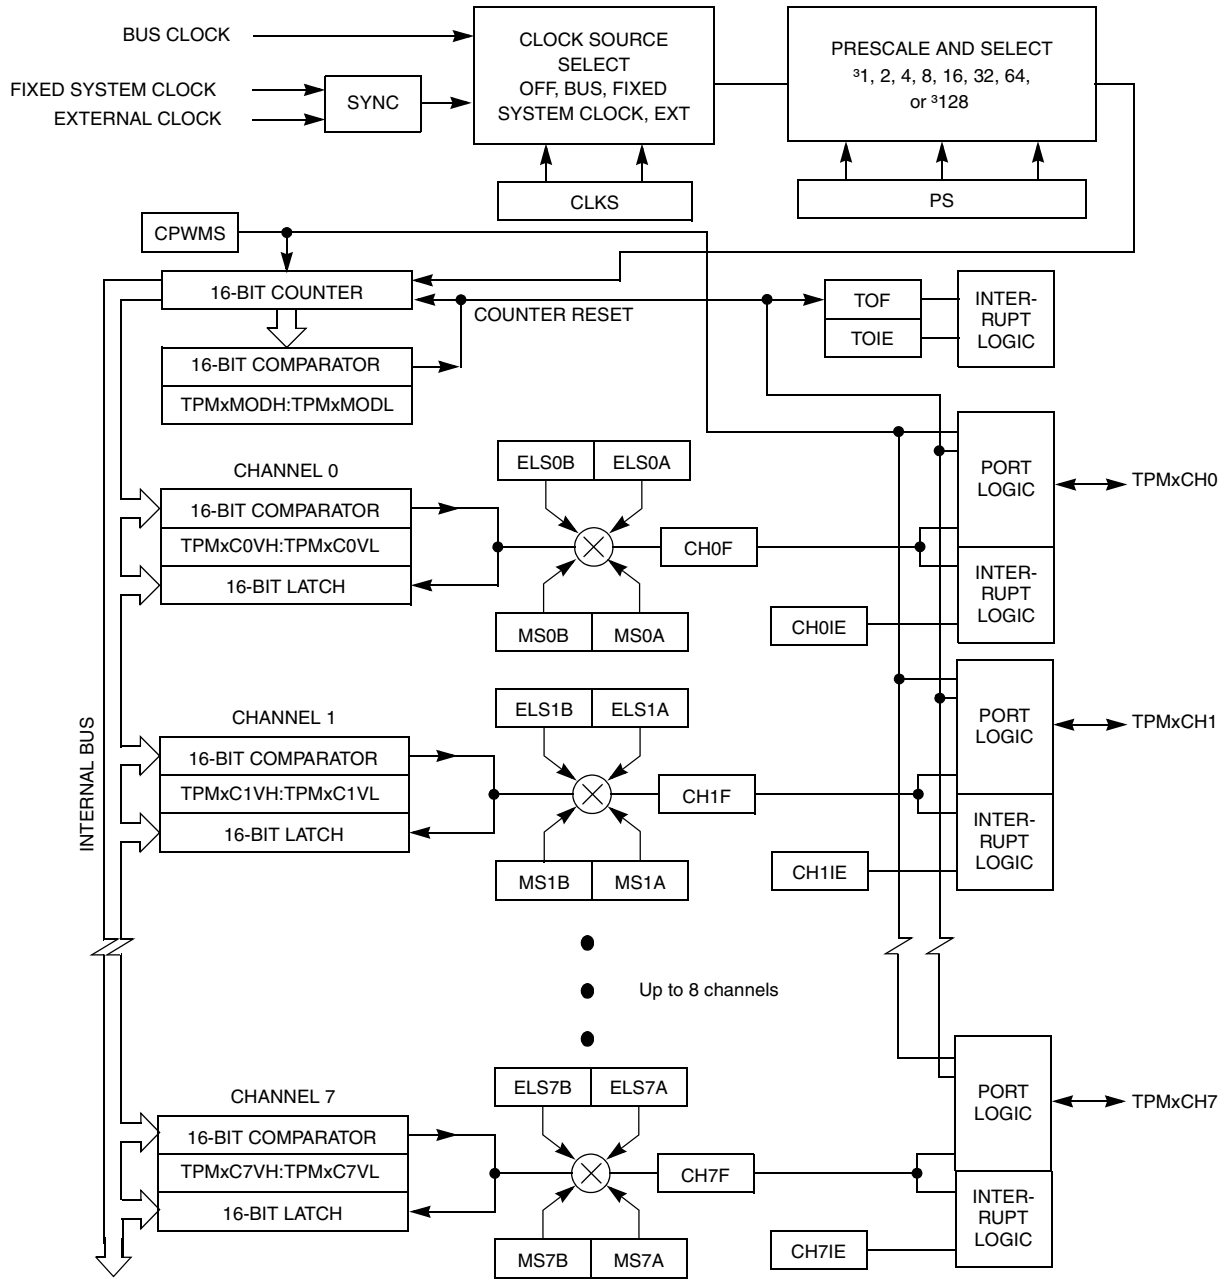 BUS CLOCK
FIXED SYSTEM CLOCK
EXTERNAL CLOCK
SYNC
CLOCK SOURCE
SELECT
OFF, BUS, FIXED
SYSTEM CLOCK, EXT
PRESCALE AND SELECT
³1, 2, 4, 8, 16, 32, 64,
or ³128
CLKS
PS
CPWMS
16-BIT COUNTER
COUNTER RESET
TOF
TOIE
INTER-
RUPT
LOGIC
16-BIT COMPARATOR
TPMxMODH:TPMxMODL
CHANNEL 0
16-BIT COMPARATOR
TPMxC0VH:TPMxC0VL
16-BIT LATCH
ELS0B
ELS0A
MS0B
MS0A
CH0F
CH0IE
PORT
LOGIC
INTER-
RUPT
LOGIC
TPMxCH0
INTERNAL BUS
CHANNEL 1
16-BIT COMPARATOR
TPMxC1VH:TPMxC1VL
16-BIT LATCH
ELS1B
ELS1A
MS1B
MS1A
CH1F
CH1IE
PORT
LOGIC
INTER-
RUPT
LOGIC
TPMxCH1
Up to 8 channels
CHANNEL 7
16-BIT COMPARATOR
TPMxC7VH:TPMxC7VL
16-BIT LATCH
ELS7B
ELS7A
MS7B
MS7A
CH7F
CH7IE
PORT
LOGIC
INTER-
RUPT
LOGIC
TPMxCH7